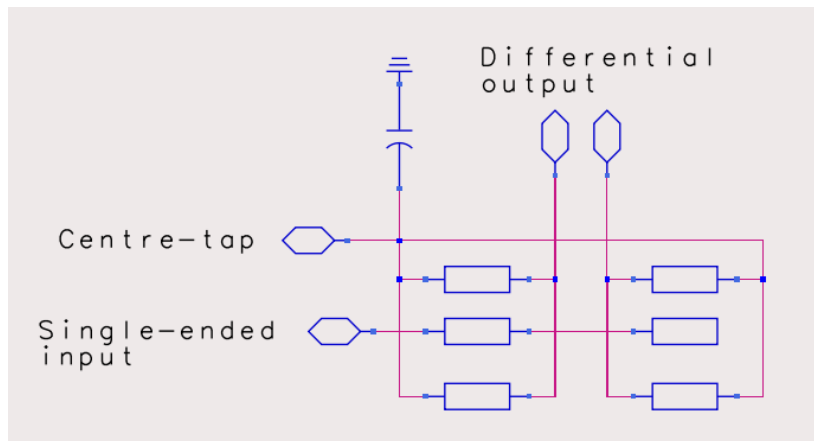 Differential
output
Centre-tap
Single-ended
input